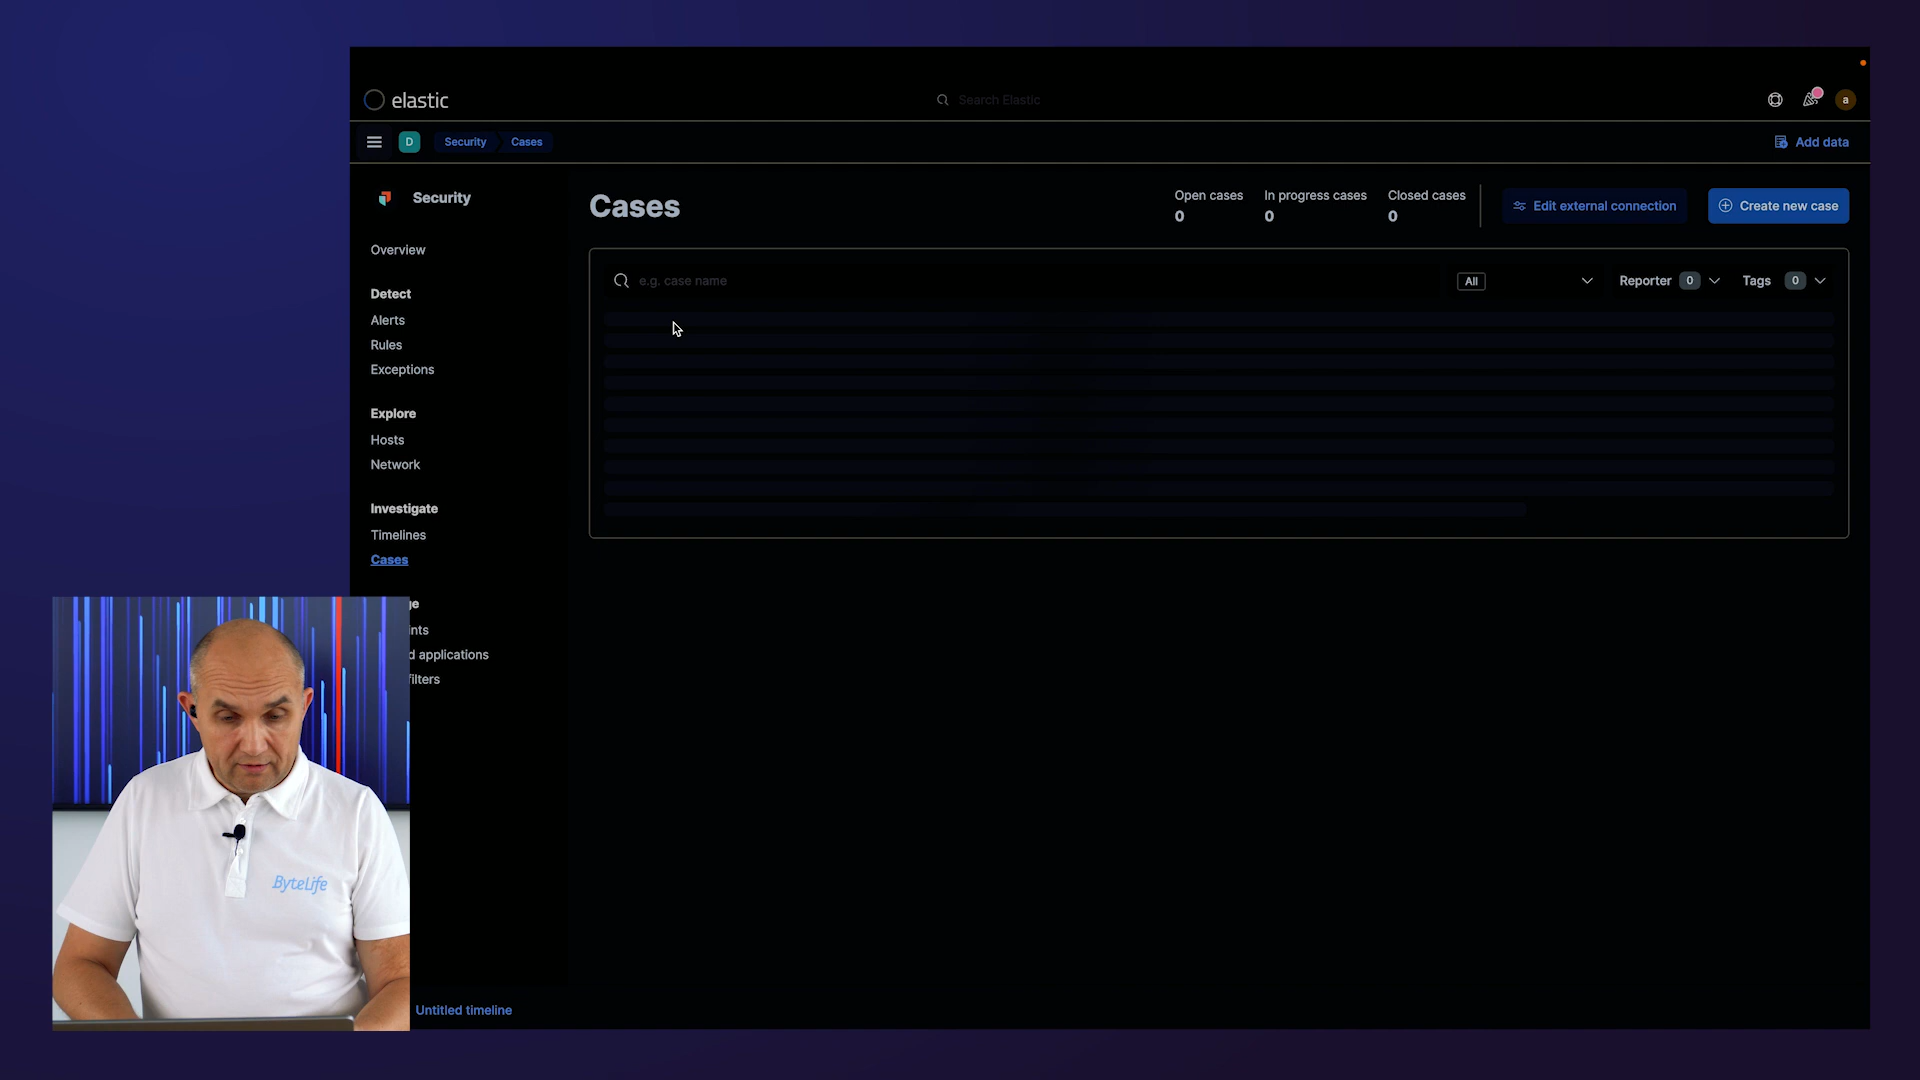 elastic
Search Elastic
a
D
Security
Cases
Add data
Security
Cases
Open cases
0
In progress cases
0
Closed cases
0
Edit external connection
Create new case
Overview
e.g. case name
All
Reporter 0
Tags 0
Detect
Alerts
Rules
Exceptions
Explore
Hosts
Network
Investigate
Timelines
Cases
ge
ints
d applications
filters
ByteLife
Untitled timeline